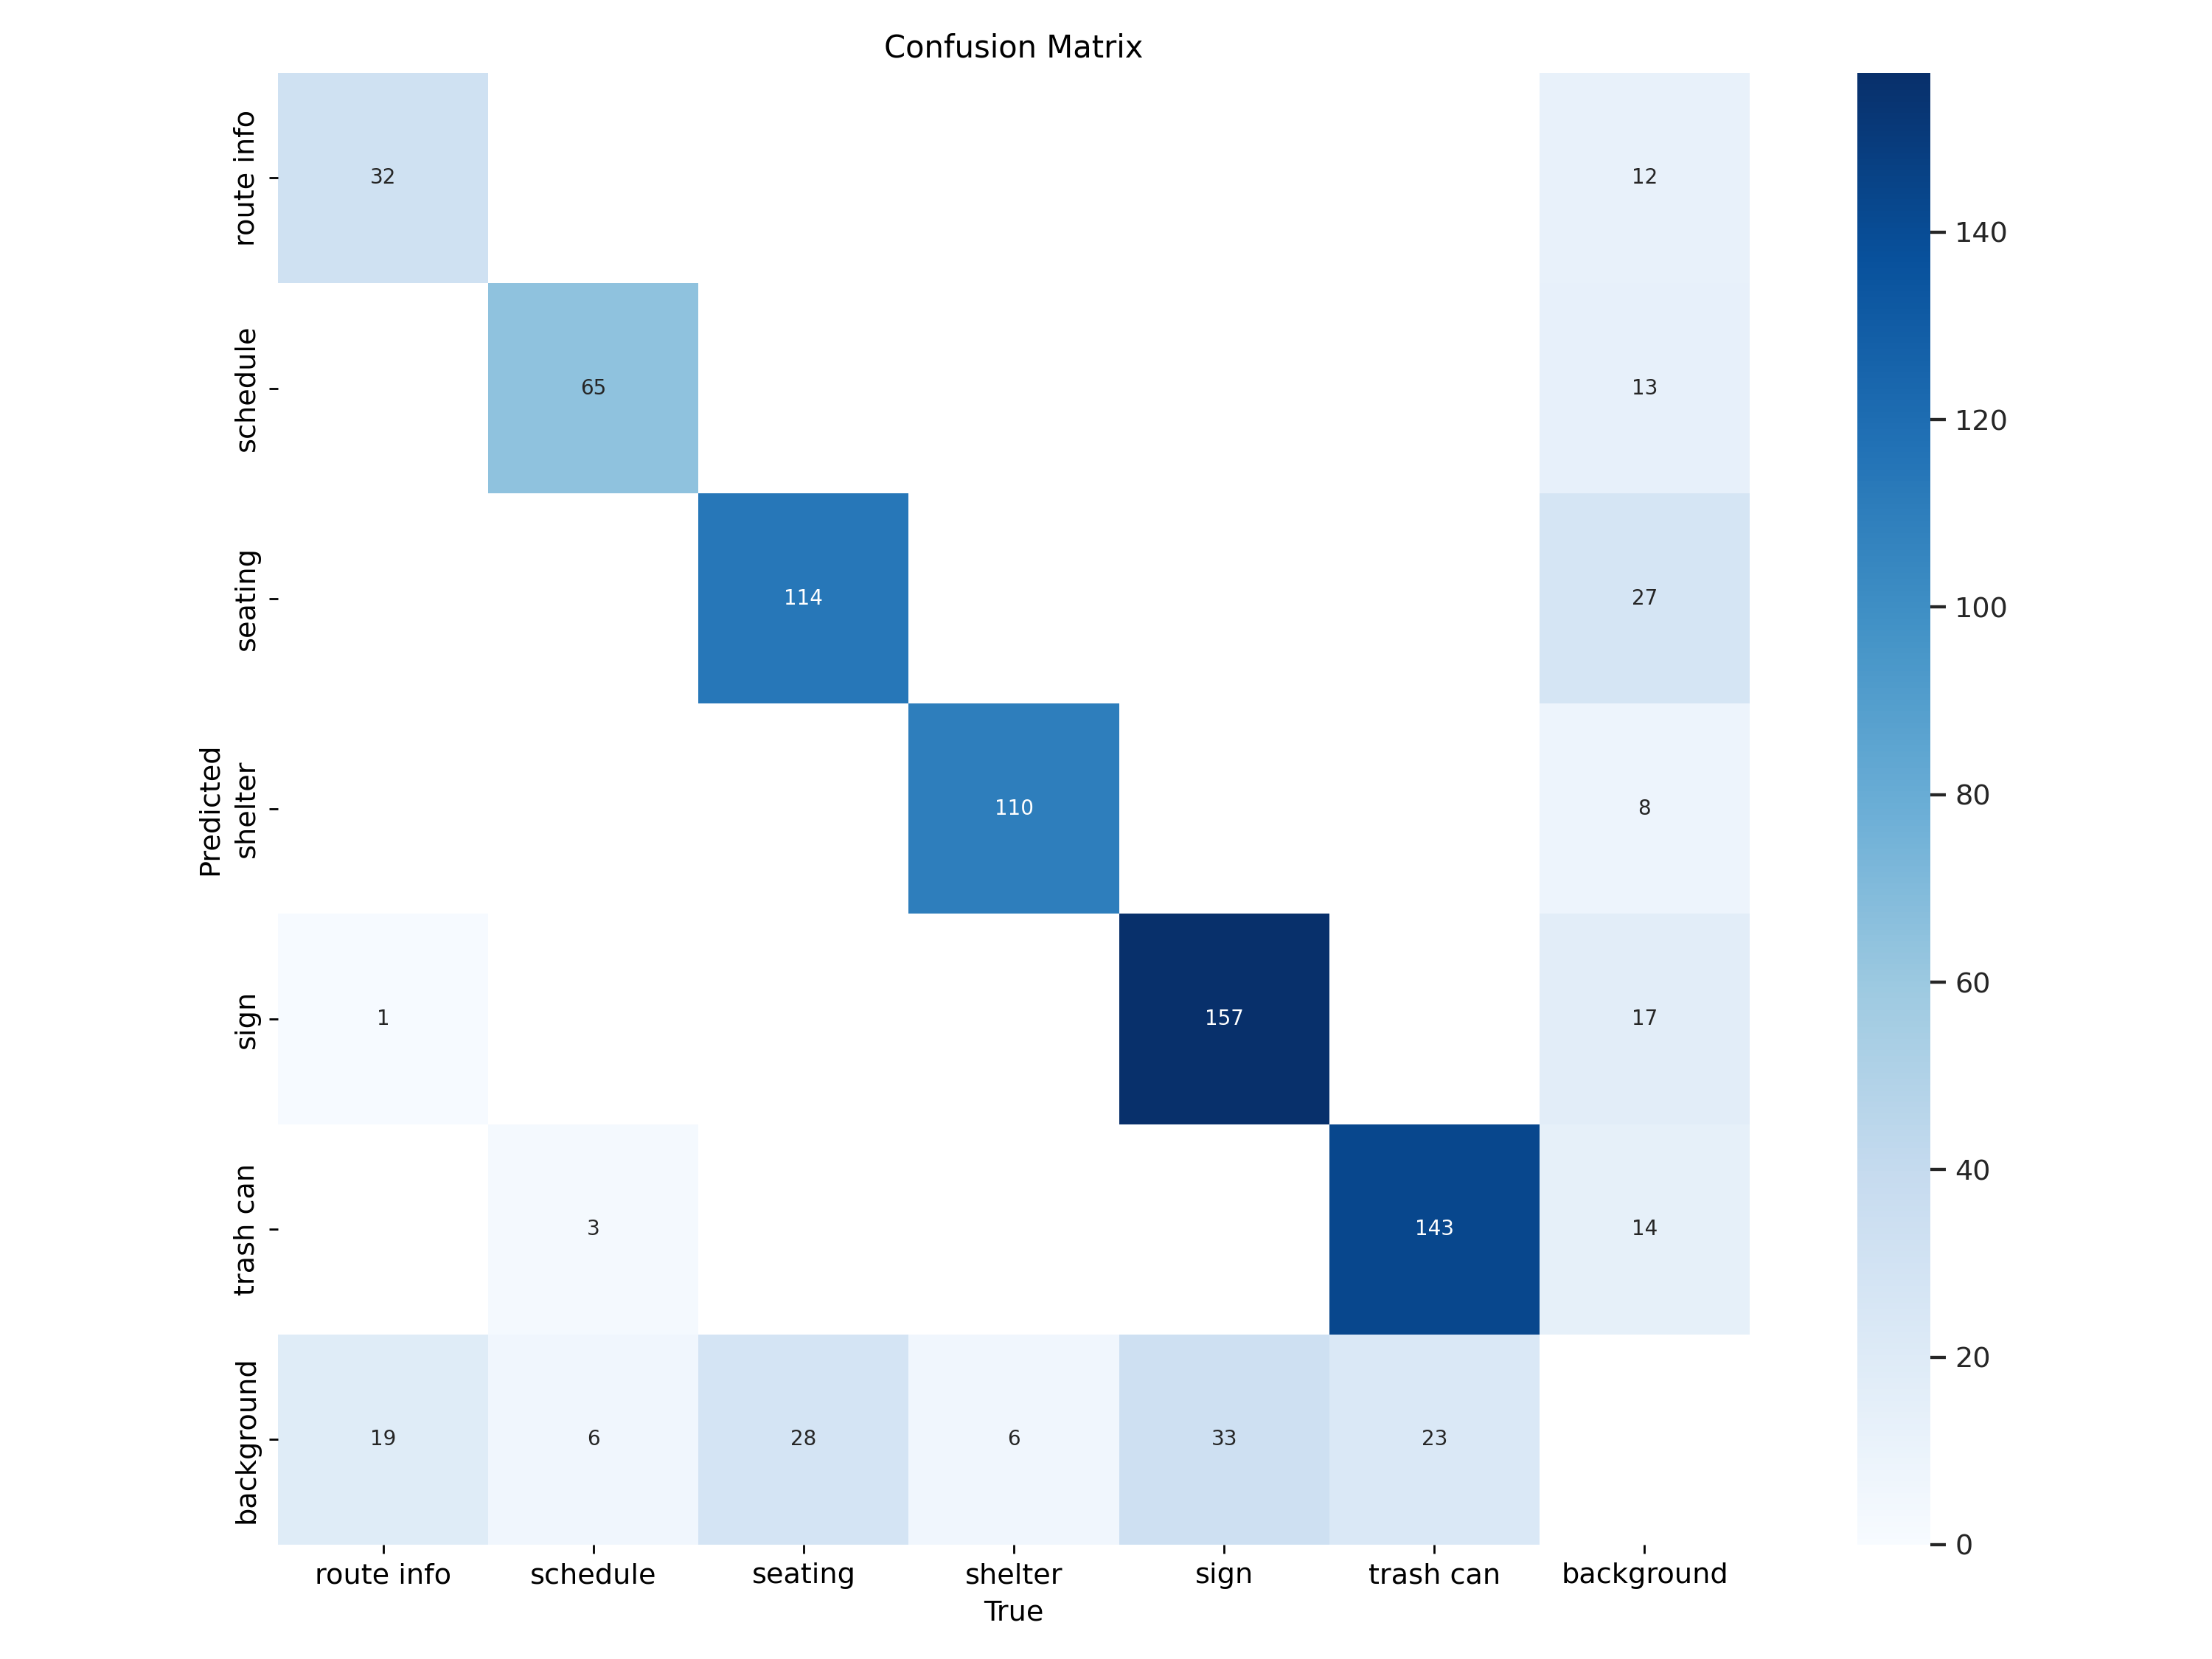 Confusion Matrix
route info
32
12
140
schedule
65
13
120
seating
114
27
100
Predicted
shelter
110
8
80
sign
1
157
17
60
trash can
3
143
14
40
background
19
6
28
6
33
23
20
0
route info schedule seating shelter sign trash can background
True